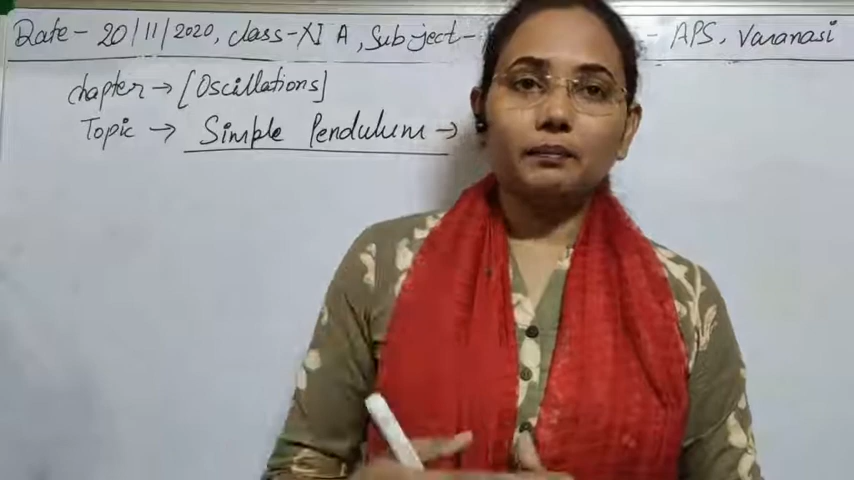 Date - 20/11/2020, class-XI A, Subject - - APS, Varanasi
chapter → [Oscillations]
Topic → Simple Pendulum →